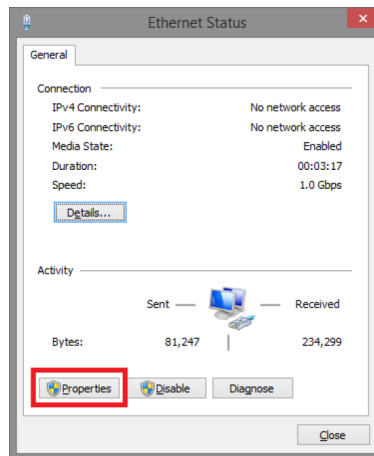 Ethernet Status
General
Connection
IPv4 Connectivity: No network access
IPv6 Connectivity: No network access
Media State: Enabled
Duration: 00:03:17
Speed: 1.0 Gbps
Details...
Activity
Sent Received
Bytes: 81,247 234,299
Properties Disable Diagnose
Close